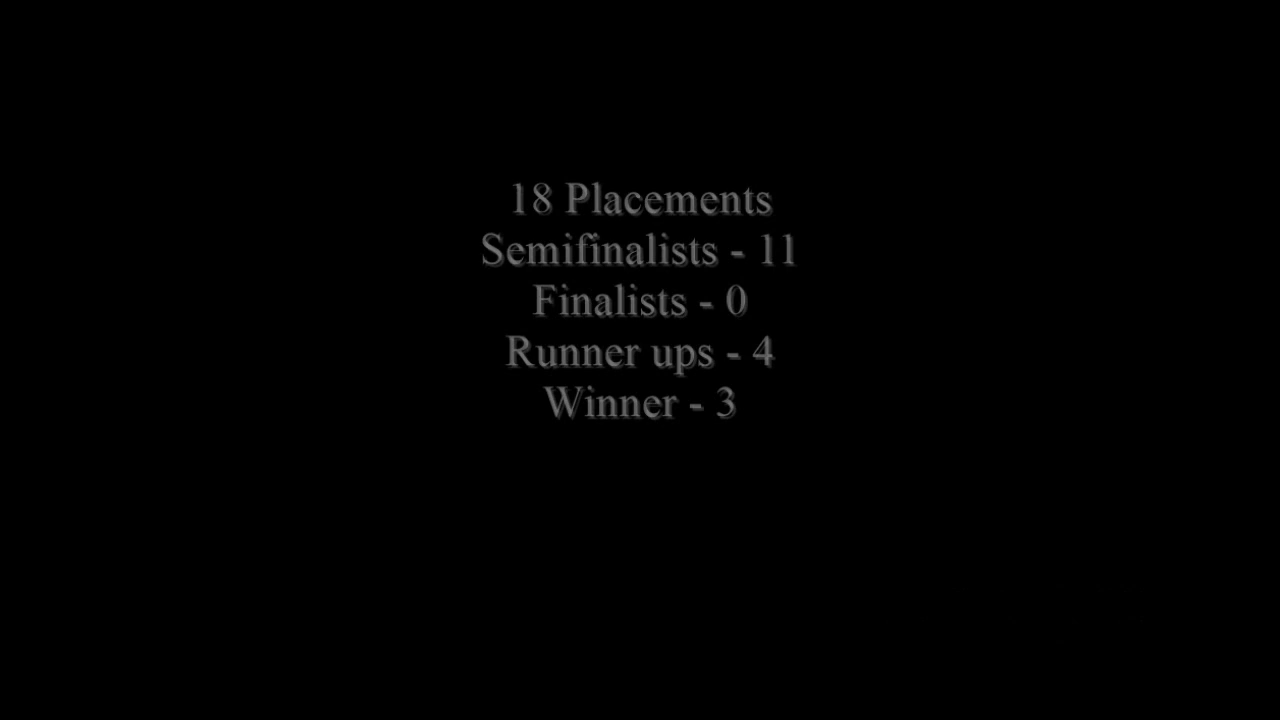 18 Placements
Semifinalists - 11
Finalists - 0
Runner ups - 4
Winner - 3